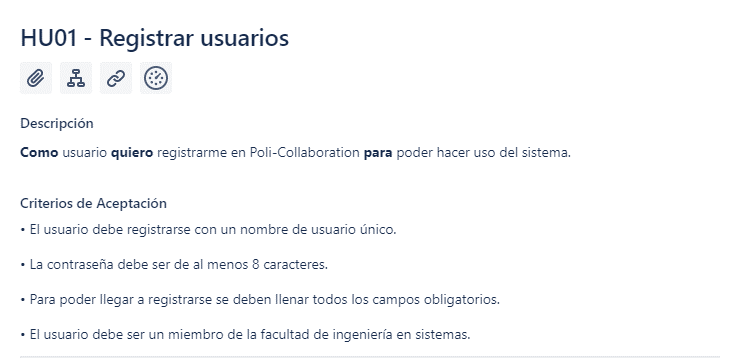 HU01 - Registrar usuarios
Descripción
Como usuario quiero registrarme en Poli-Collaboration para poder hacer uso del sistema.
Criterios de Aceptación
• El usuario debe registrarse con un nombre de usuario único.
• La contraseña debe ser de al menos 8 caracteres.
• Para poder llegar a registrarse se deben llenar todos los campos obligatorios.
• El usuario debe ser un miembro de la facultad de ingeniería en sistemas.